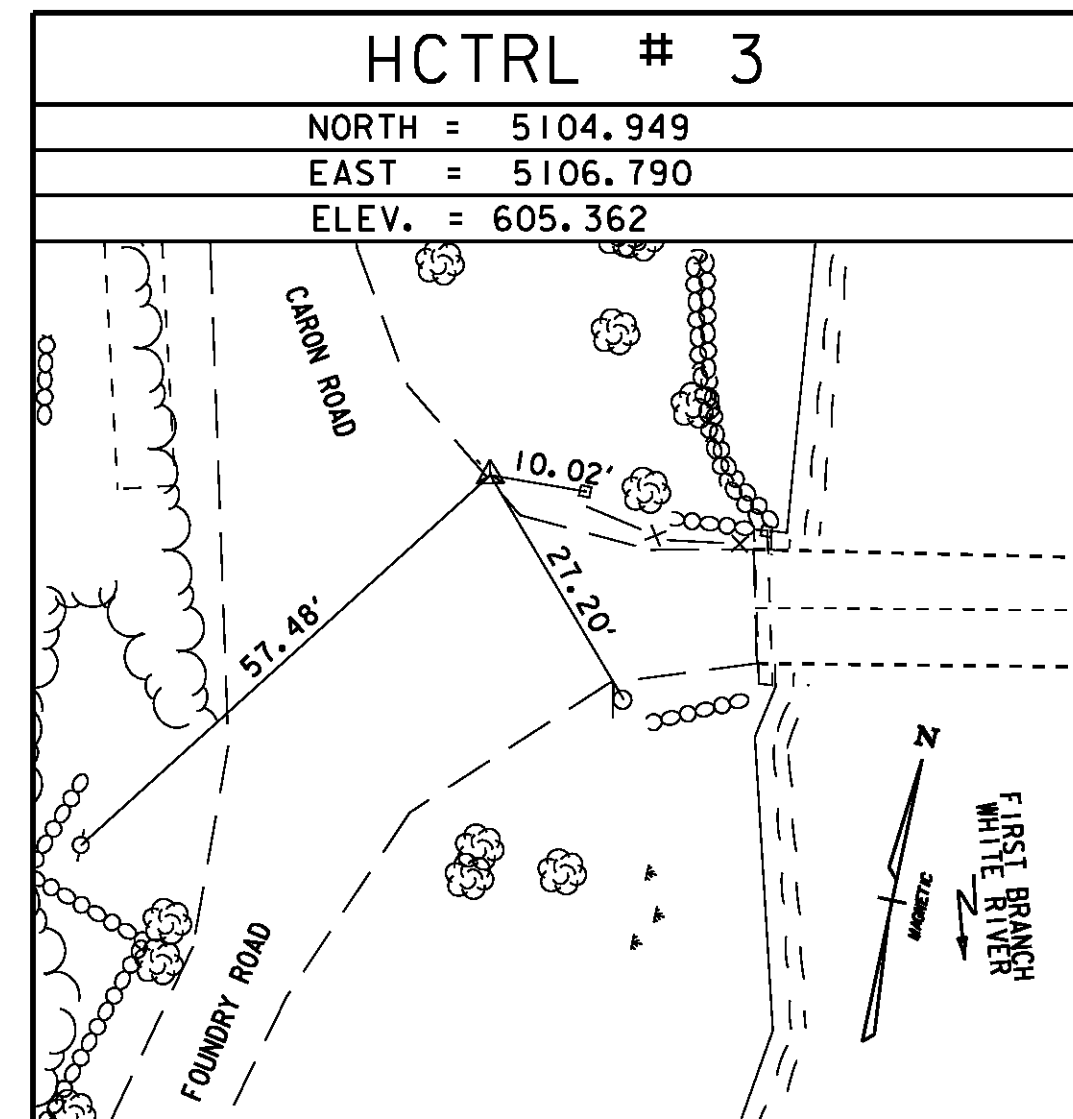 HCTRL # 3
NORTH = 5104.949
EAST = 5106.790
ELEV. = 605.362
CARON ROAD
10.02'
27.20'
57.48'
N
MAGNETIC
FIRST BRANCH
WHITE RIVER
FOUNDRY ROAD